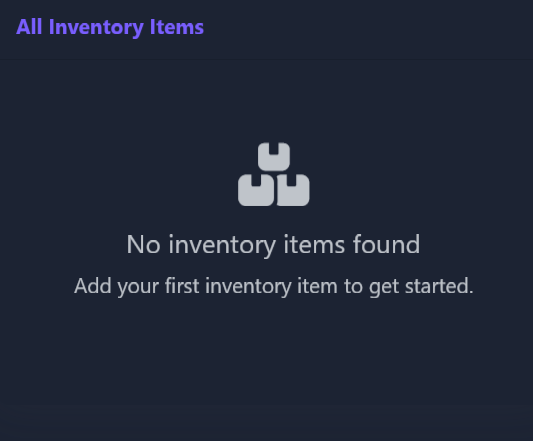 All Inventory Items
No inventory items found
Add your first inventory item to get started.